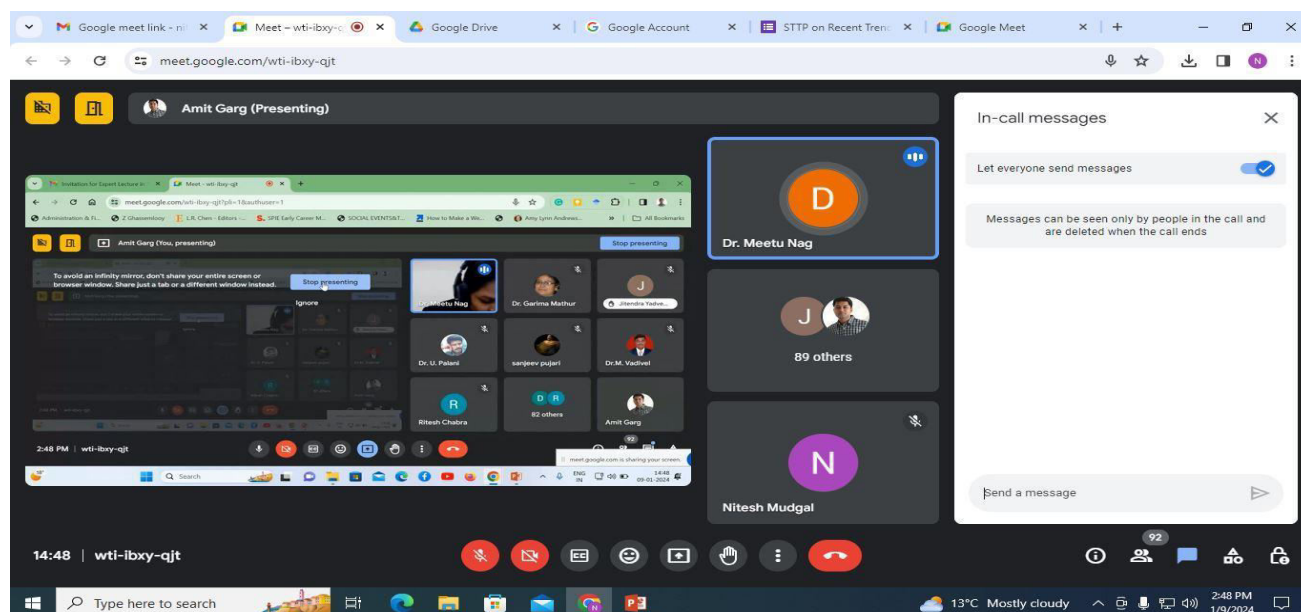 Google meet link - ni
Meet – wti-ibxy-q
Google Drive
Google Account
STTP on Recent Tren
Google Meet
meet.google.com/wti-ibxy-qjt
N
Amit Garg (Presenting)
In-call messages
Let everyone send messages
Messages can be seen only by people in the call and
are deleted when the call ends
Invitation for Expert Lecture in
Meet - wti-ibxy-qjt
meet.google.com/wti-ibxy-qjt?pli=1&authuser=1
Administration & Fi...
Z Ghassemlooy
L.R. Chen - Editors -...
SPIE Early Career M...
SOCIAL EVENTS&T...
How to Make a We...
Amy Lynn Andrews...
All Bookmarks
Amit Garg (You, presenting)
Stop presenting
To avoid an infinity mirror, don't share your entire screen or
browser window. Share just a tab or a different window instead.
Stop presenting
Ignore
Meetu Nag
Dr. Garima Mathur
J
Jitendra Yadve...
Dr. U. Palani
sanjeev pujari
Dr.M. Vadivel
R
Ritesh Chabra
D R
82 others
Amit Garg
2:48 PM | wti-ibxy-qjt
92
meet.google.com is sharing your screen.
Search
ENG
IN
14:48
09-01-2024
D
Dr. Meetu Nag
J
89 others
N
Nitesh Mudgal
Send a message
14:48 | wti-ibxy-qjt
92
Type here to search
13°C Mostly cloudy
2:48 PM
1/9/2024